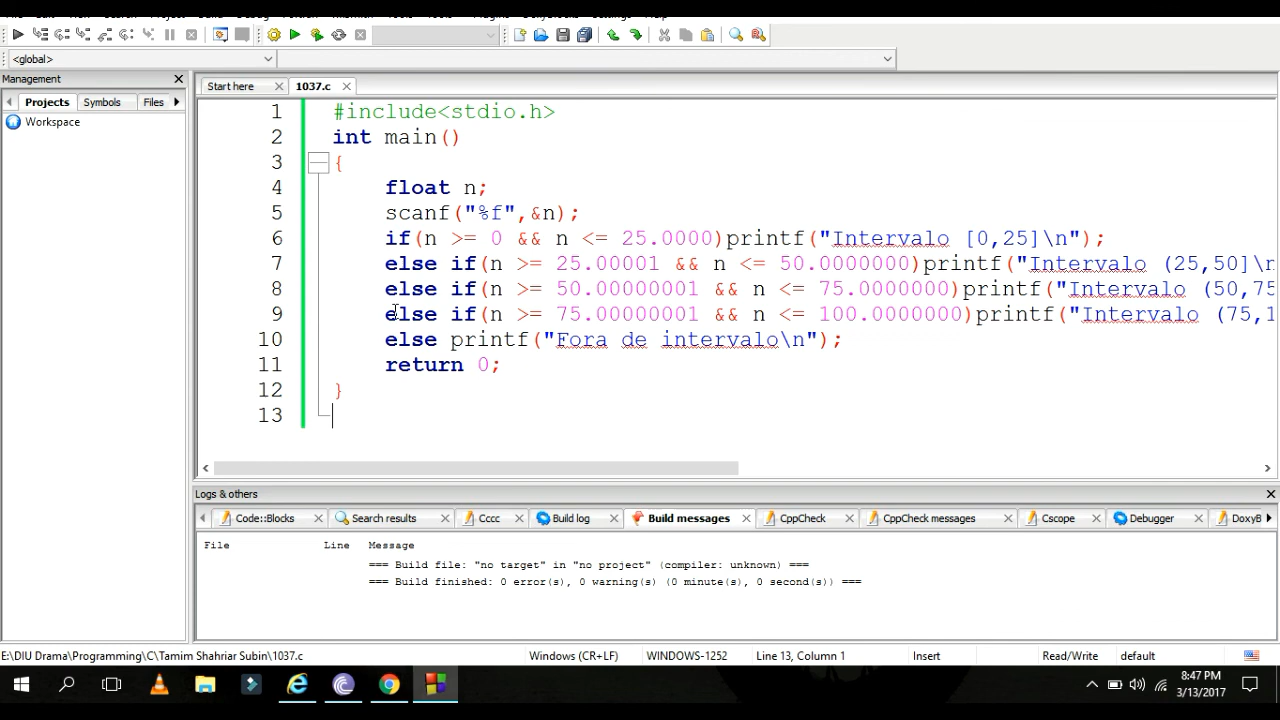 <global>
Management
Start here
1037.c
Projects
Symbols
Files
Workspace
1 #include<stdio.h>
2 int main()
3 {
4 float n;
5 scanf("%f",&n);
6 if(n >= 0 && n <= 25.0000)printf("Intervalo [0,25]\n");
7 else if(n >= 25.00001 && n <= 50.0000000)printf("Intervalo (25,50]\n
8 else if(n >= 50.00000001 && n <= 75.0000000)printf("Intervalo (50,75
9 else if(n >= 75.00000001 && n <= 100.0000000)printf("Intervalo (75,1
10 else printf("Fora de intervalo\n");
11 return 0;
12 }
13
Logs & others
Code::Blocks
Search results
Cccc
Build log
Build messages
CppCheck
CppCheck messages
Cscope
Debugger
DoxyB
File Line Message
=== Build file: "no target" in "no project" (compiler: unknown) ===
=== Build finished: 0 error(s), 0 warning(s) (0 minute(s), 0 second(s)) ===
E:\DIU Drama\Programming\C\Tamim Shahriar Subin\1037.c
Windows (CR+LF)
WINDOWS-1252
Line 13, Column 1
Insert
Read/Write
default
8:47 PM
3/13/2017